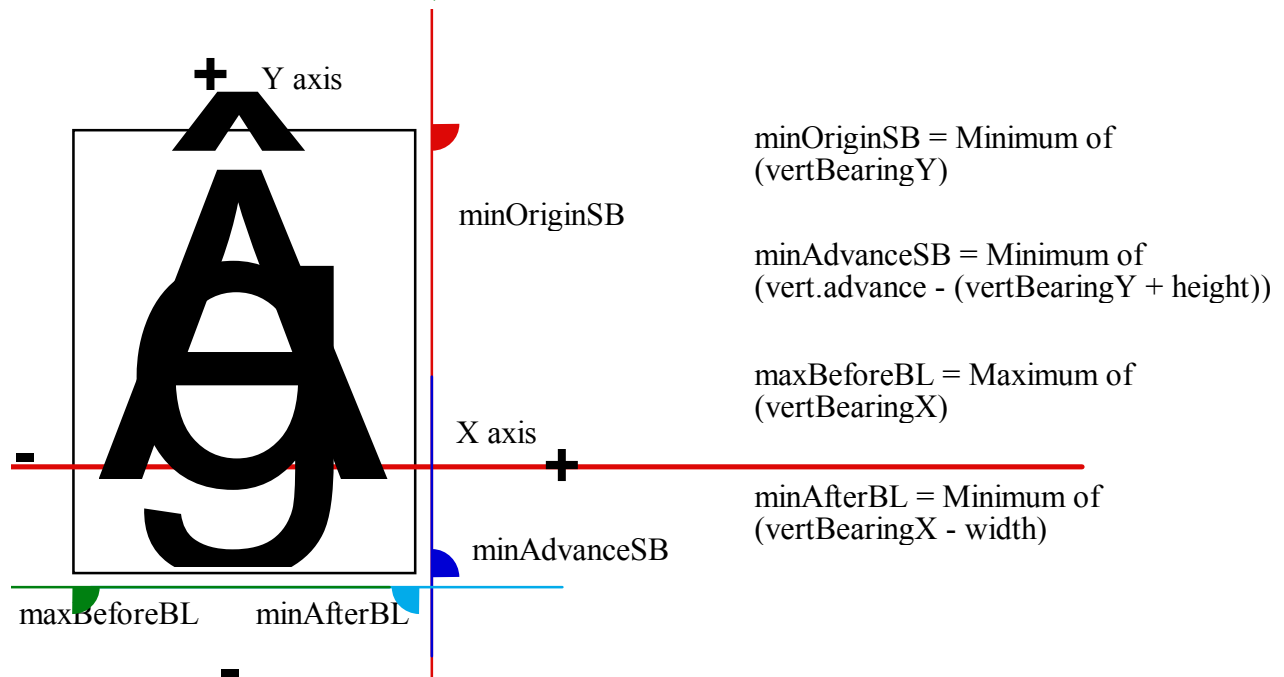 + Y axis
minOriginSB = Minimum of
(vertBearingY)
minOriginSB
minAdvanceSB = Minimum of
(vert.advance - (vertBearingY + height))
maxBeforeBL = Maximum of
(vertBearingX)
X axis
- +
minAfterBL = Minimum of
(vertBearingX - width)
minAdvanceSB
maxBeforeBL minAfterBL
-